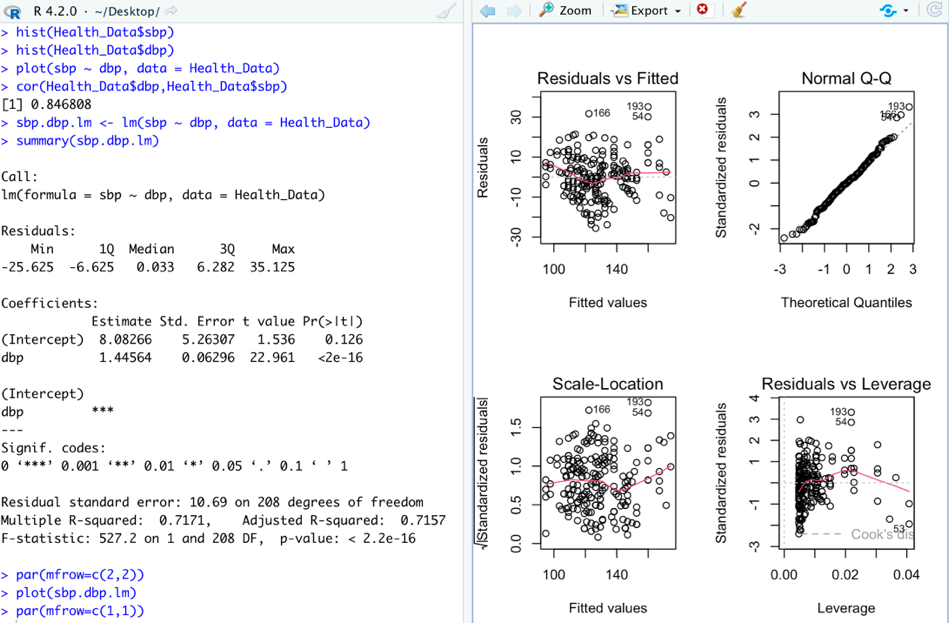 R 4.2.0 · ~/Desktop/
> hist(Health_Data$sbp)
> hist(Health_Data$dbp)
> plot(sbp ~ dbp, data = Health_Data)
> cor(Health_Data$dbp,Health_Data$sbp)
[1] 0.846808
> sbp.dbp.lm <- lm(sbp ~ dbp, data = Health_Data)
> summary(sbp.dbp.lm)
Call:
lm(formula = sbp ~ dbp, data = Health_Data)
Residuals:
Min 1Q Median 3Q Max
-25.625 -6.625 0.033 6.282 35.125
Coefficients:
Estimate Std. Error t value Pr(>|t|)
(Intercept) 8.08266 5.26307 1.536 0.126
dbp 1.44564 0.06296 22.961 <2e-16
(Intercept)
dbp ***
---
Signif. codes:
0 ‘***’ 0.001 ‘**’ 0.01 ‘*’ 0.05 ‘.’ 0.1 ‘ ’ 1
Residual standard error: 10.69 on 208 degrees of freedom
Multiple R-squared: 0.7171, Adjusted R-squared: 0.7157
F-statistic: 527.2 on 1 and 208 DF, p-value: < 2.2e-16
> par(mfrow=c(2,2))
> plot(sbp.dbp.lm)
> par(mfrow=c(1,1))
Zoom Export
Residuals vs Fitted
Residuals
30
10
-10
-30
166
193
54
100 140
Fitted values
Normal Q-Q
Standardized residuals
3
2
1
0
-2
193
-3 -1 0 1 2 3
Theoretical Quantiles
Scale-Location
√|Standardized residuals|
1.5
1.0
0.5
0.0
166
193
54
100 140
Fitted values
Residuals vs Leverage
Standardized residuals
4
3
2
1
-1
-3
193
54
53
Cook's dis
0.00 0.02 0.04
Leverage